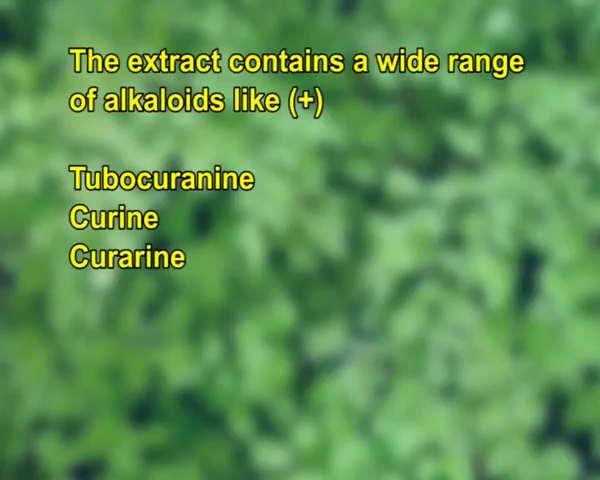 The extract contains a wide range
of alkaloids like (+)
Tubocuranine
Curine
Curarine